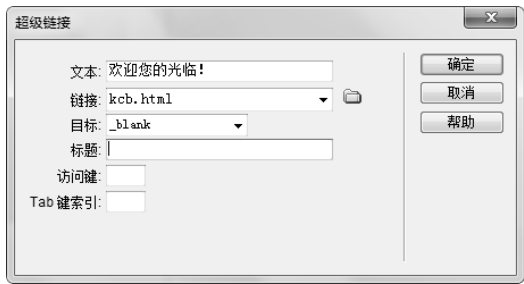 超级链接
文本: 欢迎您的光临!
链接: kcb.html
目标: _blank
标题:
访问键:
Tab 键索引:
确定
取消
帮助